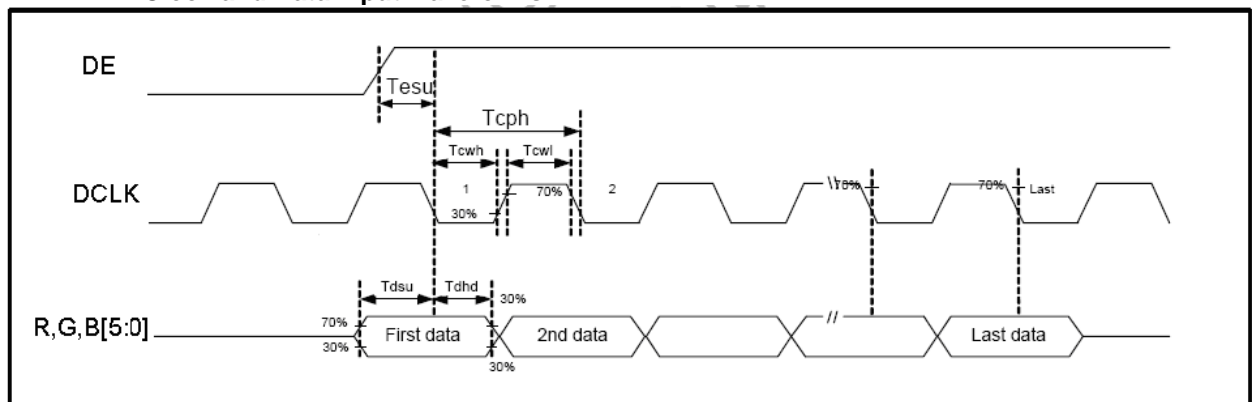 DE
Tesu
Tcph
Tcwh
Tcwl
DCLK
1
70%
2
\\
70%
70%
Last
30%
Tdsu
Tdhd
30%
R,G,B[5:0]
70%
First data
2nd data
//
Last data
30%
30%